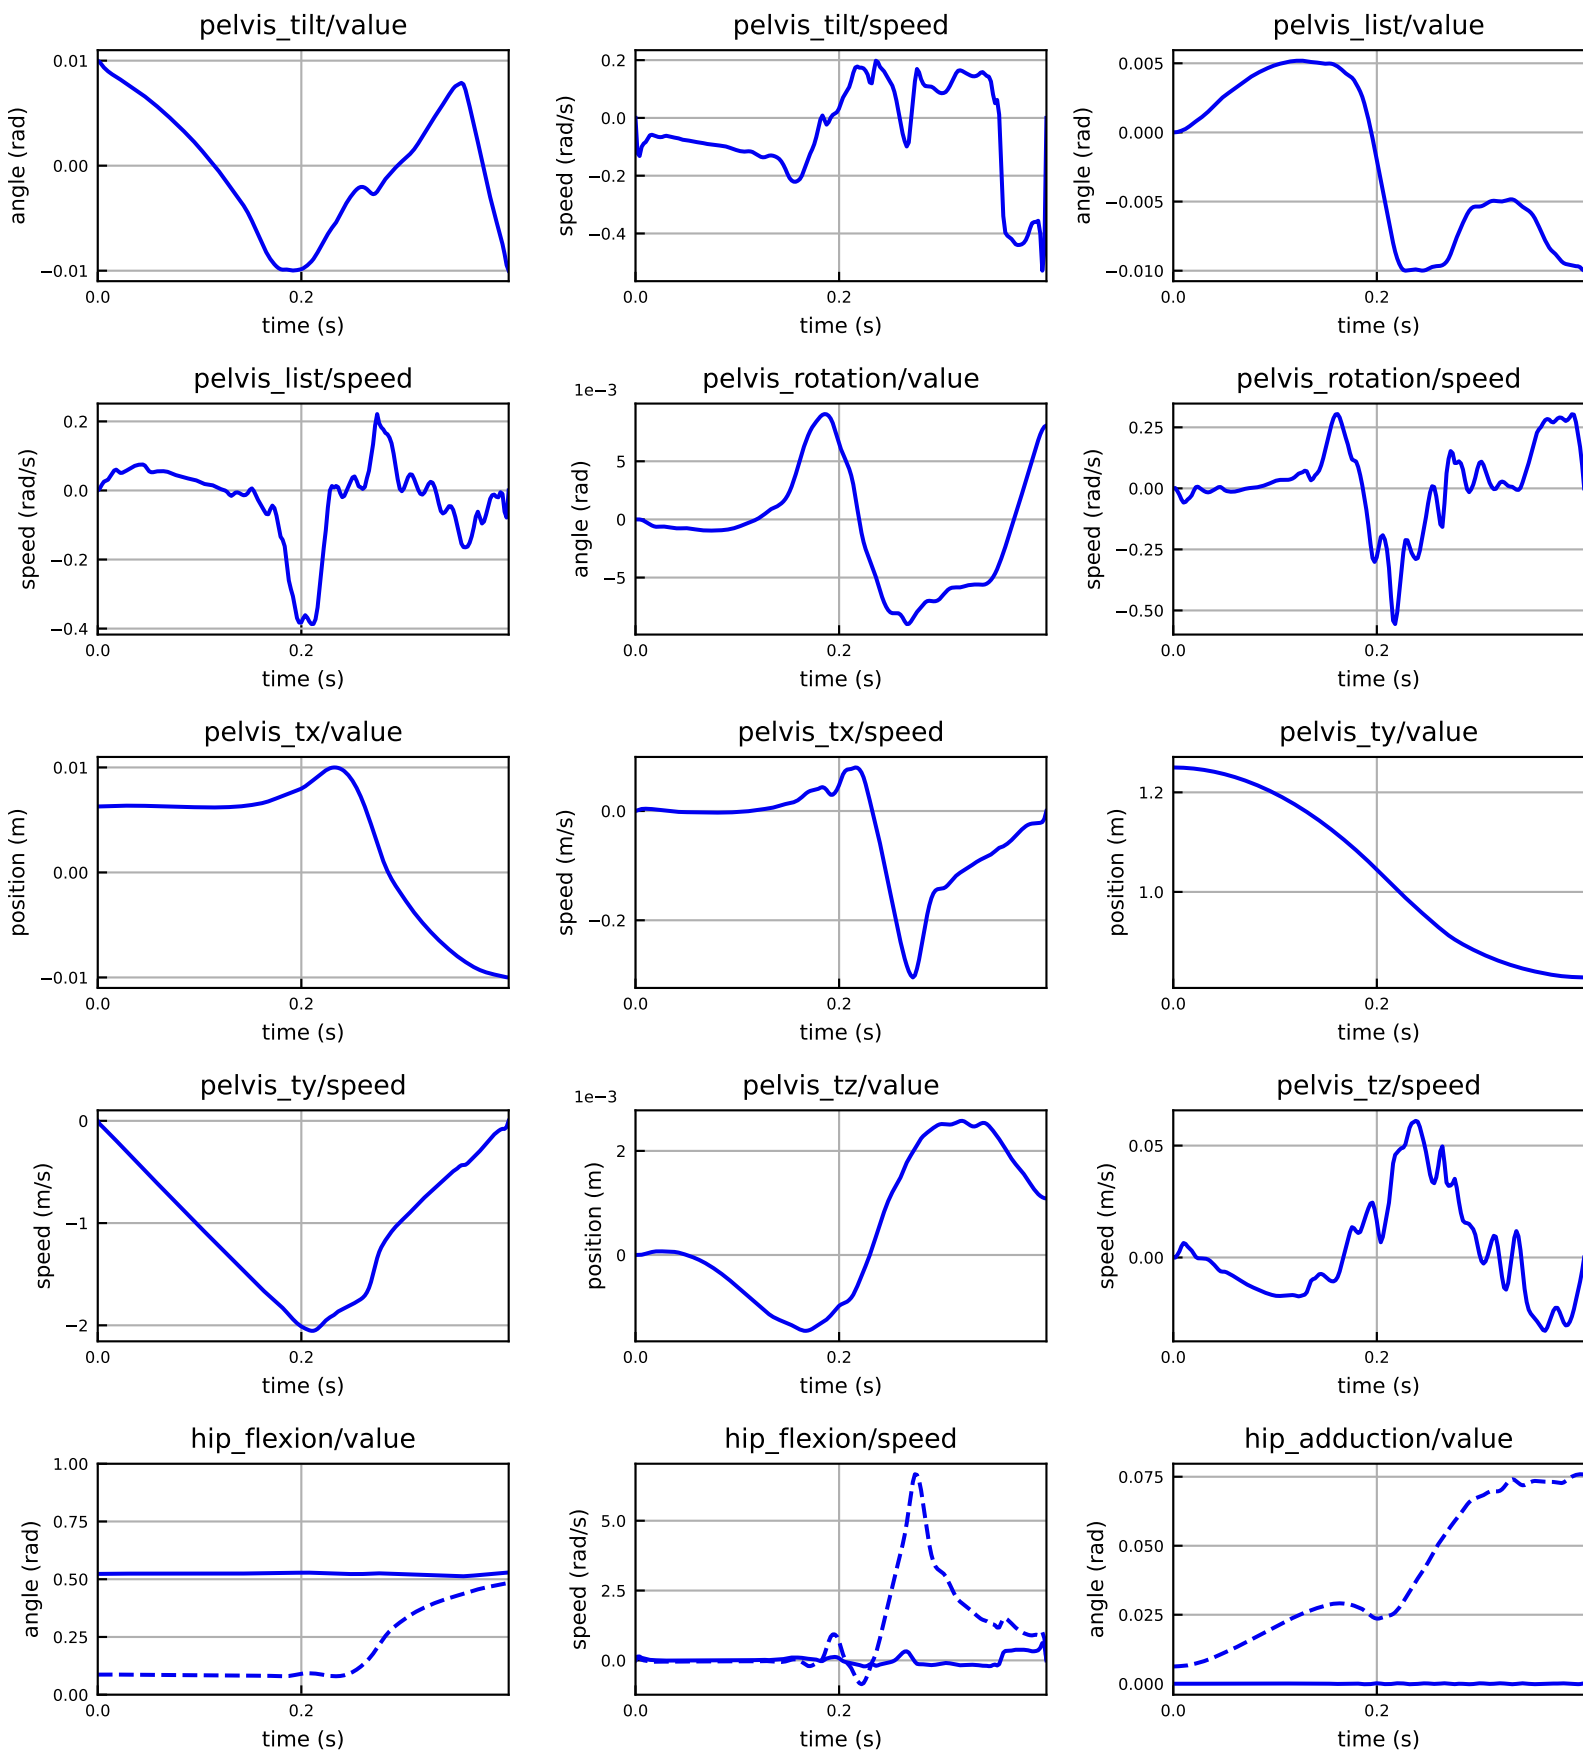 pelvis_tilt/value pelvis_tilt/speed pelvis_list/value
angle (rad) 0.01 0.00 −0.01 0.0 0.2 time (s)
speed (rad/s) 0.2 0.0 −0.2 −0.4 0.0 0.2 time (s)
angle (rad) 0.005 0.000 −0.005 −0.010 0.0 0.2 time (s)
pelvis_list/speed pelvis_rotation/value pelvis_rotation/speed
speed (rad/s) 0.2 0.0 −0.2 −0.4 0.0 0.2 time (s)
1e−3 angle (rad) 5 0 −5 0.0 0.2 time (s)
speed (rad/s) 0.25 0.00 −0.25 −0.50 0.0 0.2 time (s)
pelvis_tx/value pelvis_tx/speed pelvis_ty/value
position (m) 0.01 0.00 −0.01 0.0 0.2 time (s)
speed (m/s) 0.0 −0.2 0.0 0.2 time (s)
position (m) 1.2 1.0 0.0 0.2 time (s)
pelvis_ty/speed pelvis_tz/value pelvis_tz/speed
speed (m/s) 0 −1 −2 0.0 0.2 time (s)
1e−3 position (m) 2 0 0.0 0.2 time (s)
speed (m/s) 0.05 0.00 0.0 0.2 time (s)
hip_flexion/value hip_flexion/speed hip_adduction/value
angle (rad) 1.00 0.75 0.50 0.25 0.00 0.0 0.2 time (s)
speed (rad/s) 5.0 2.5 0.0 0.0 0.2 time (s)
angle (rad) 0.075 0.050 0.025 0.000 0.0 0.2 time (s)